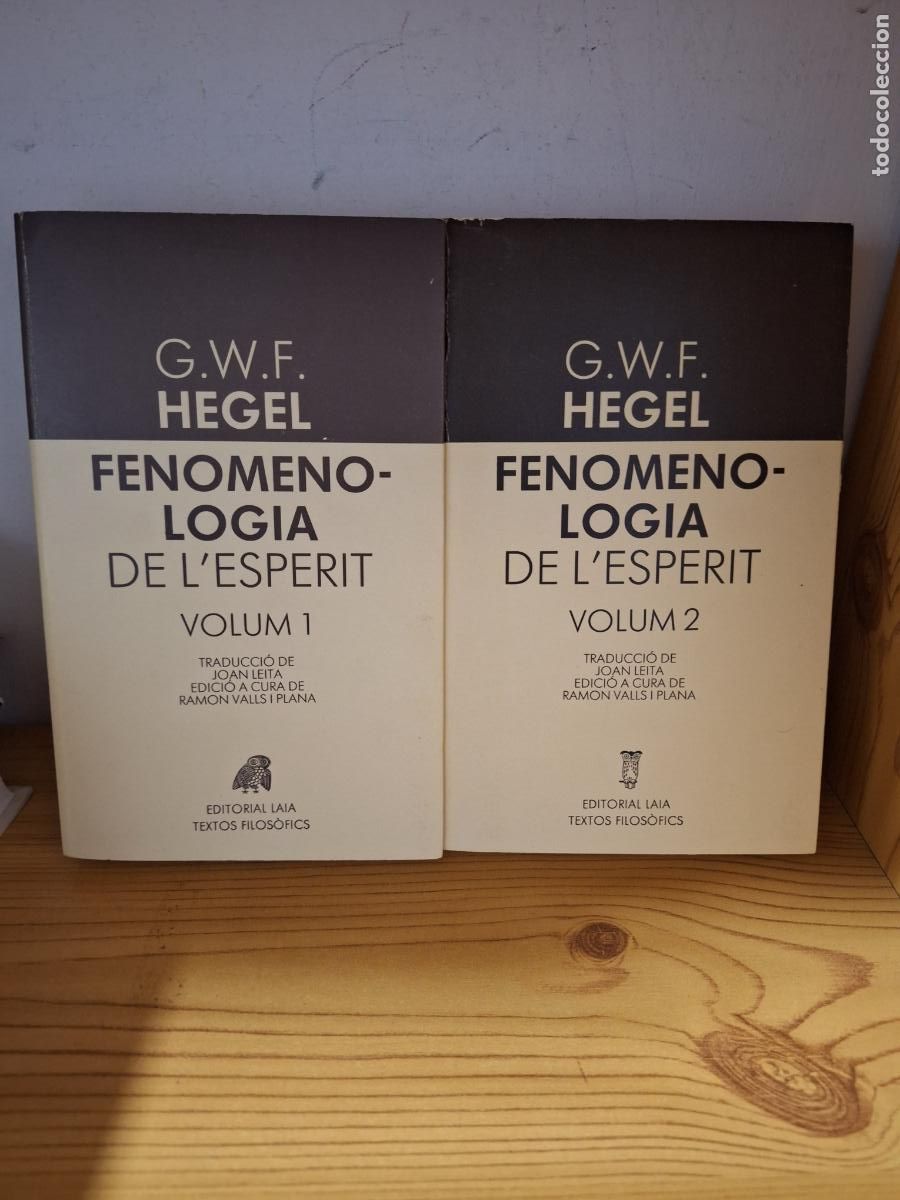 todocoleccion
G.W.F.
HEGEL
FENOMENO-
LOGIA
DE L'ESPERIT
VOLUM 1
TRADUCCIÓ DE
JOAN LEITA
EDICIÓ A CURA DE
RAMON VALLS I PLANA
EDITORIAL LAIA
TEXTOS FILOSÒFICS
G.W.F.
HEGEL
FENOMENO-
LOGIA
DE L'ESPERIT
VOLUM 2
TRADUCCIÓ DE
JOAN LEITA
EDICIÓ A CURA DE
RAMON VALLS I PLANA
EDITORIAL LAIA
TEXTOS FILOSÒFICS